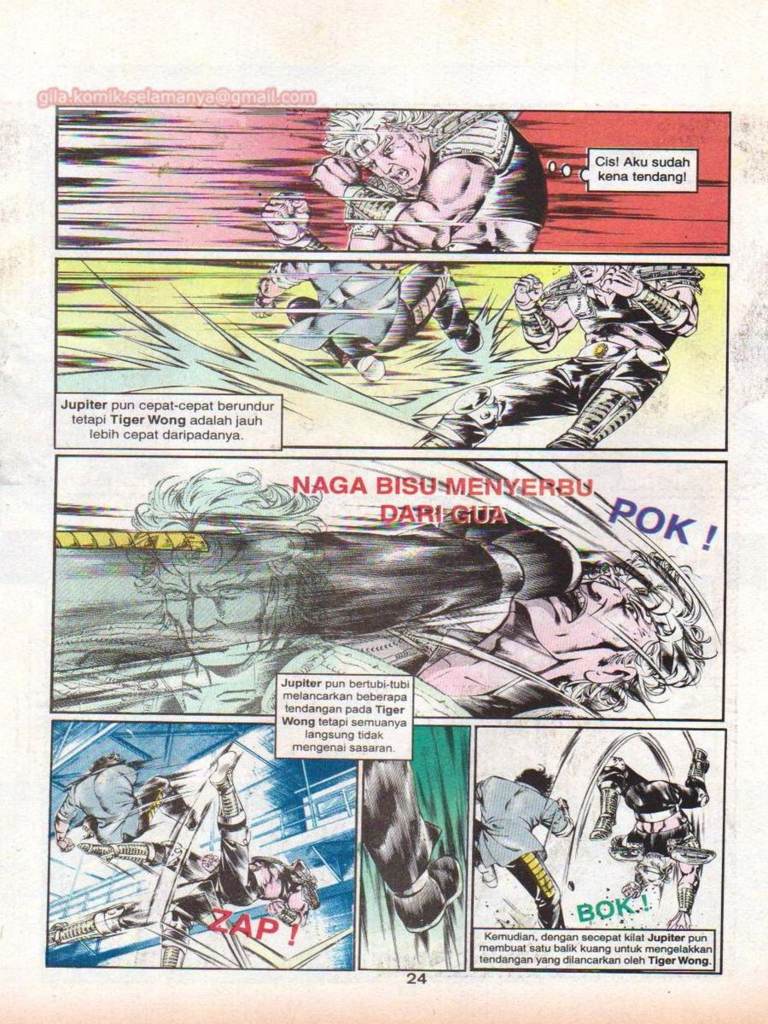 gila.komik.selamanya@gmail.com
Cis! Aku sudah
kena tendang!
Jupiter pun cepat-cepat berundur
tetapi Tiger Wong adalah jauh
lebih cepat daripadanya.
NAGA BISU MENYERBU
DARI GUA
POK !
Jupiter pun bertubi-tubi
melancarkan beberapa
tendangan pada Tiger
Wong tetapi semuanya
langsung tidak
mengenai sasaran.
ZAP !
BOK !
Kemudian, dengan secepat kilat Jupiter pun
membuat satu balik kuang untuk mengelakkan
tendangan yang dilancarkan oleh Tiger Wong.
24